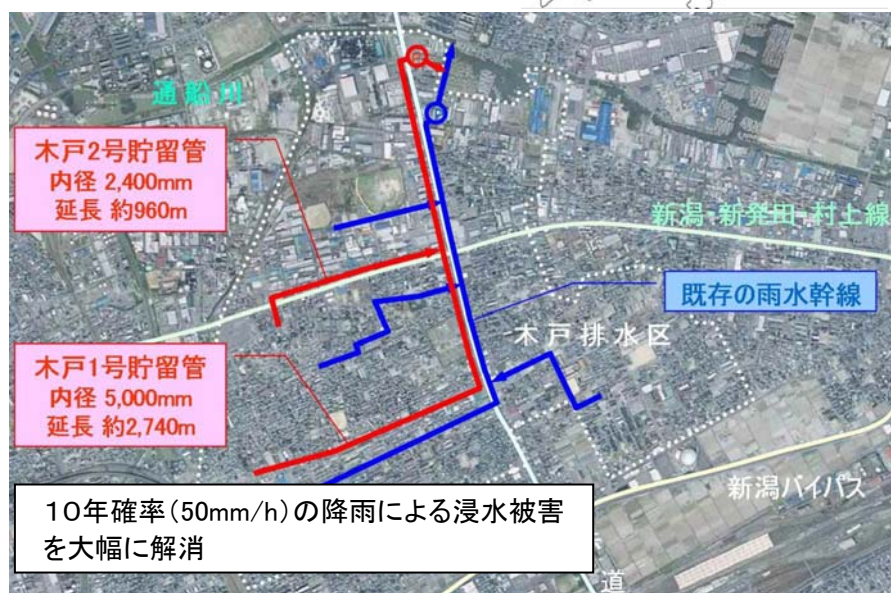 通船川
木戸2号貯留管
内径 2,400mm
延長 約960m
新潟・新発田・村上線
既存の雨水幹線
木戸排水区
木戸1号貯留管
内径 5,000mm
延長 約2,740m
新潟バイパス
10年確率(50mm/h)の降雨による浸水被害
を大幅に解消
道